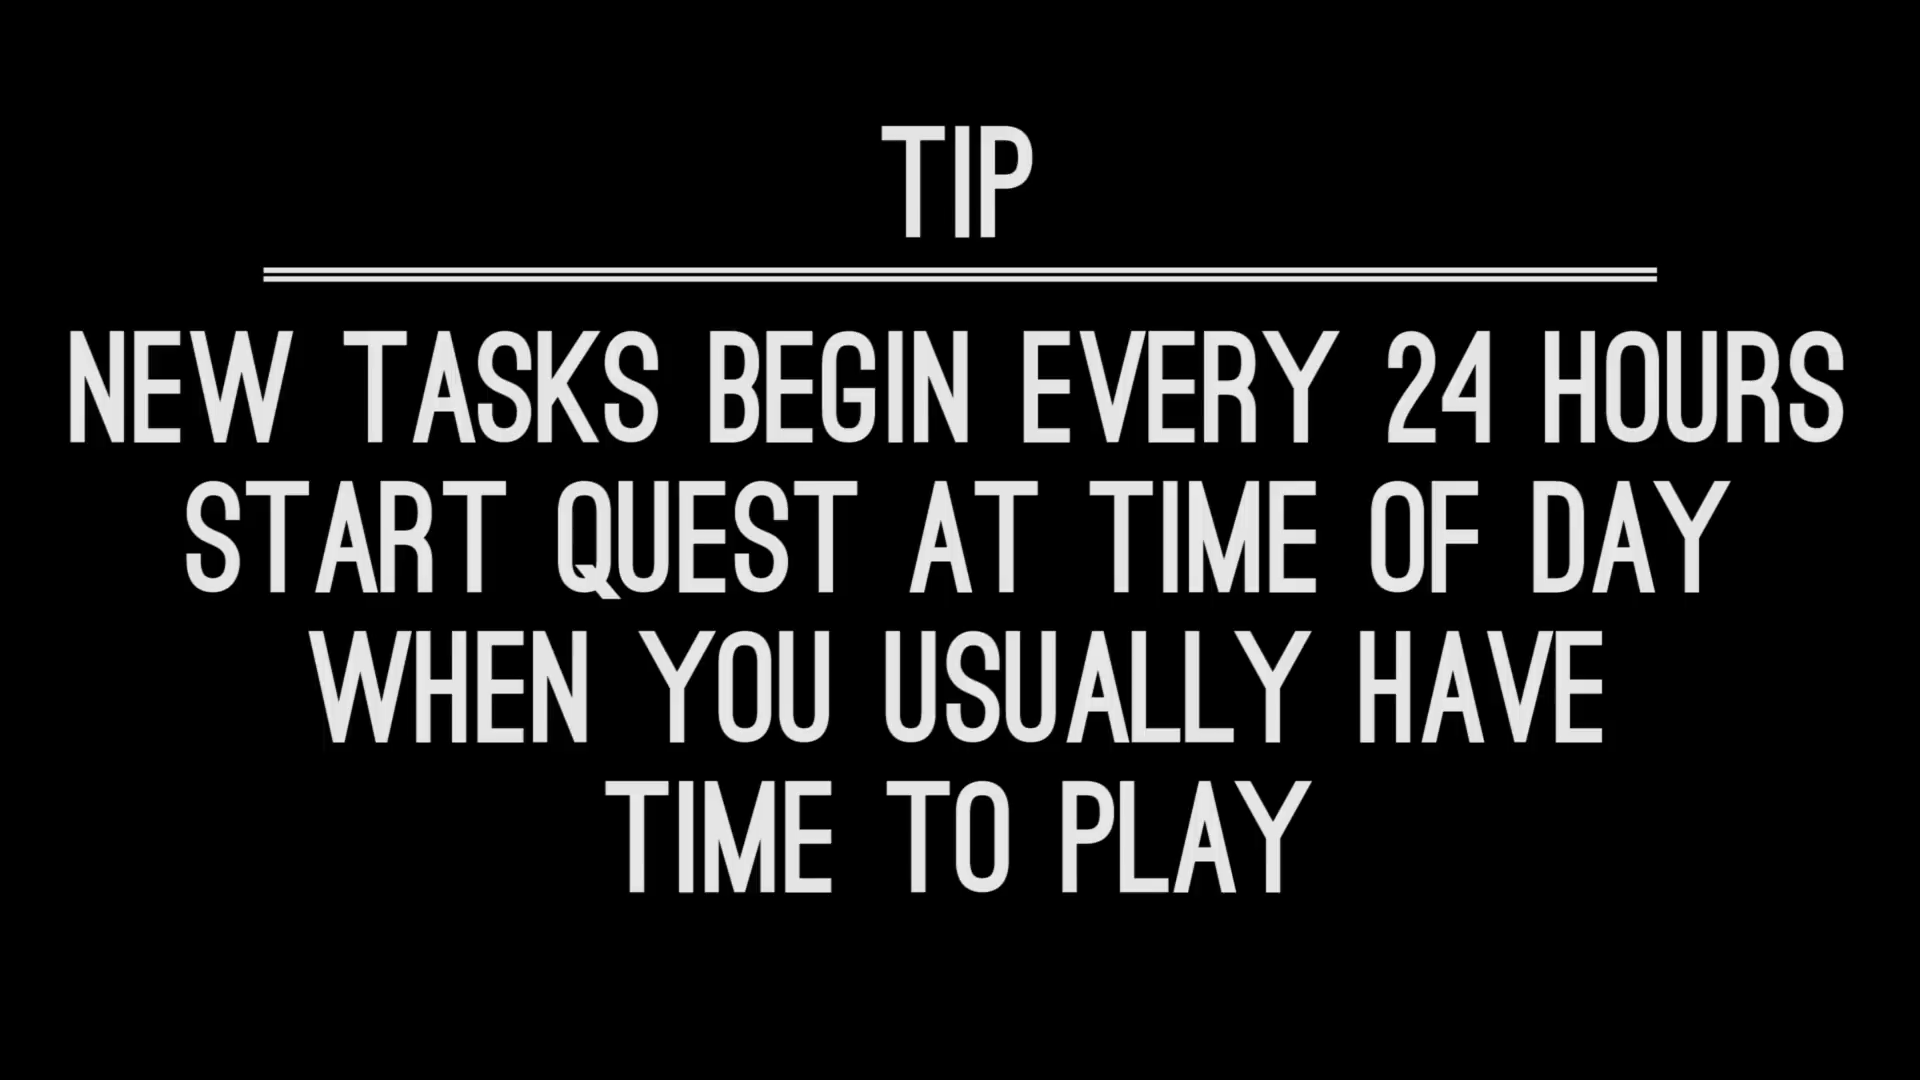 TIP
NEW TASKS BEGIN EVERY 24 HOURS
START QUEST AT TIME OF DAY
WHEN YOU USUALLY HAVE
TIME TO PLAY